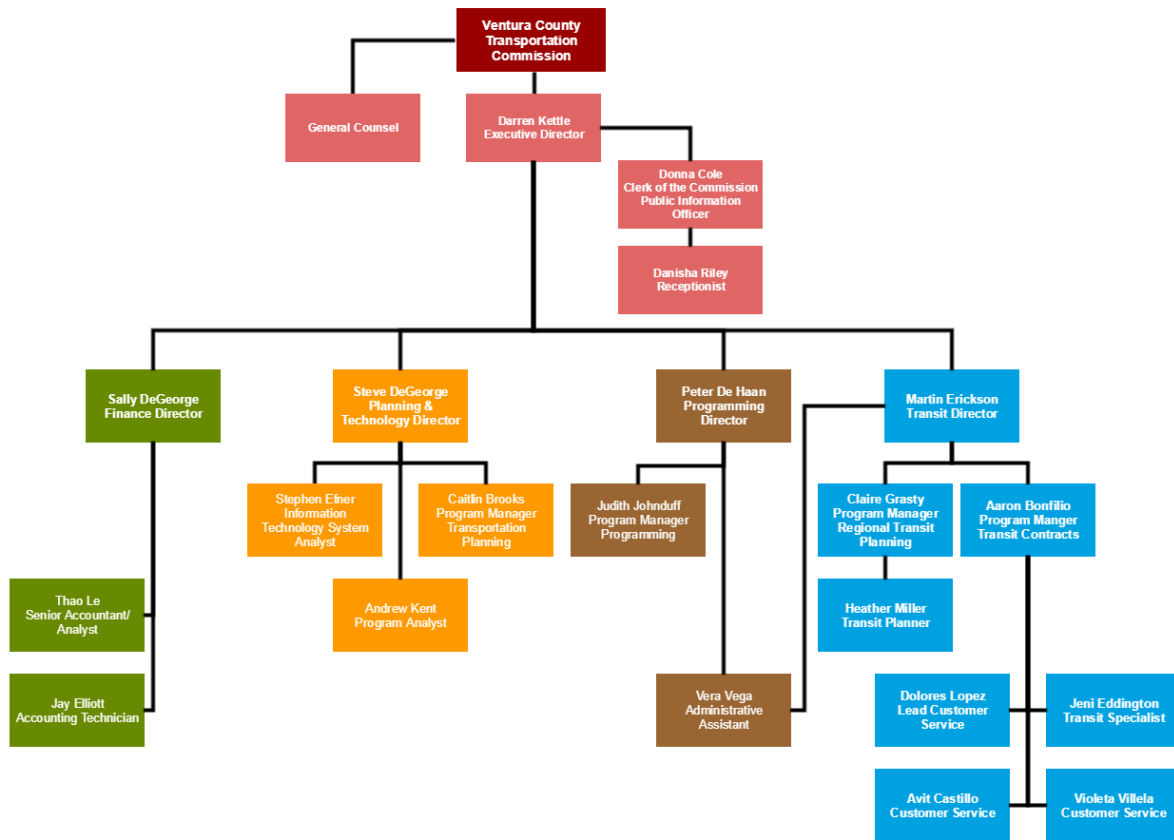 Ventura County
Transportation
Commission
General Counsel
Darren Kettle
Executive Director
Donna Cole
Clerk of the Commission
Public Information
Officer
Danisha Riley
Receptionist
Sally DeGeorge
Finance Director
Steve DeGeorge
Planning &
Technology Director
Peter De Haan
Programming
Director
Martin Erickson
Transit Director
Stephen Efner
Information
Technology System
Analyst
Caitlin Brooks
Program Manager
Transportation
Planning
Judith Johnduff
Program Manager
Programming
Claire Grasty
Program Manager
Regional Transit
Planning
Aaron Bonfilio
Program Manger
Transit Contracts
Thao Le
Senior Accountant/
Analyst
Andrew Kent
Program Analyst
Heather Miller
Transit Planner
Jay Elliott
Accounting Technician
Vera Vega
Administrative
Assistant
Dolores Lopez
Lead Customer
Service
Jeni Eddington
Transit Specialist
Avit Castillo
Customer Service
Violeta Villela
Customer Service